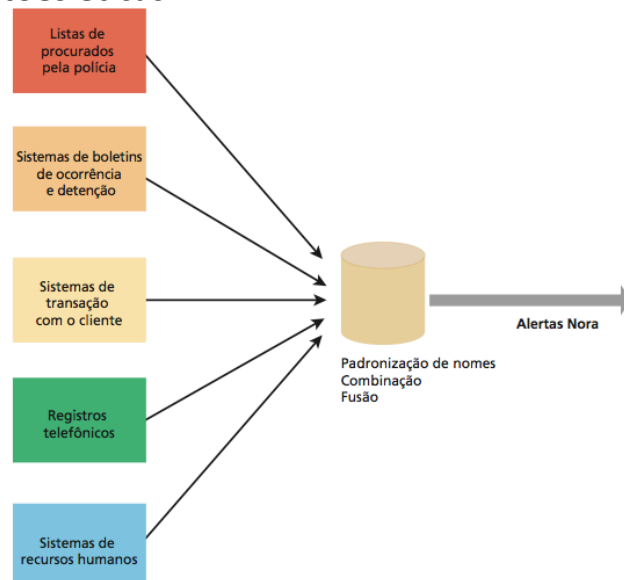 Listas de
procurados
pela polícia
Sistemas de boletins
de ocorrência
e detenção
Sistemas de
transação
com o cliente
Registros
telefônicos
Sistemas de
recursos humanos
Padronização de nomes
Combinação
Fusão
Alertas Nora